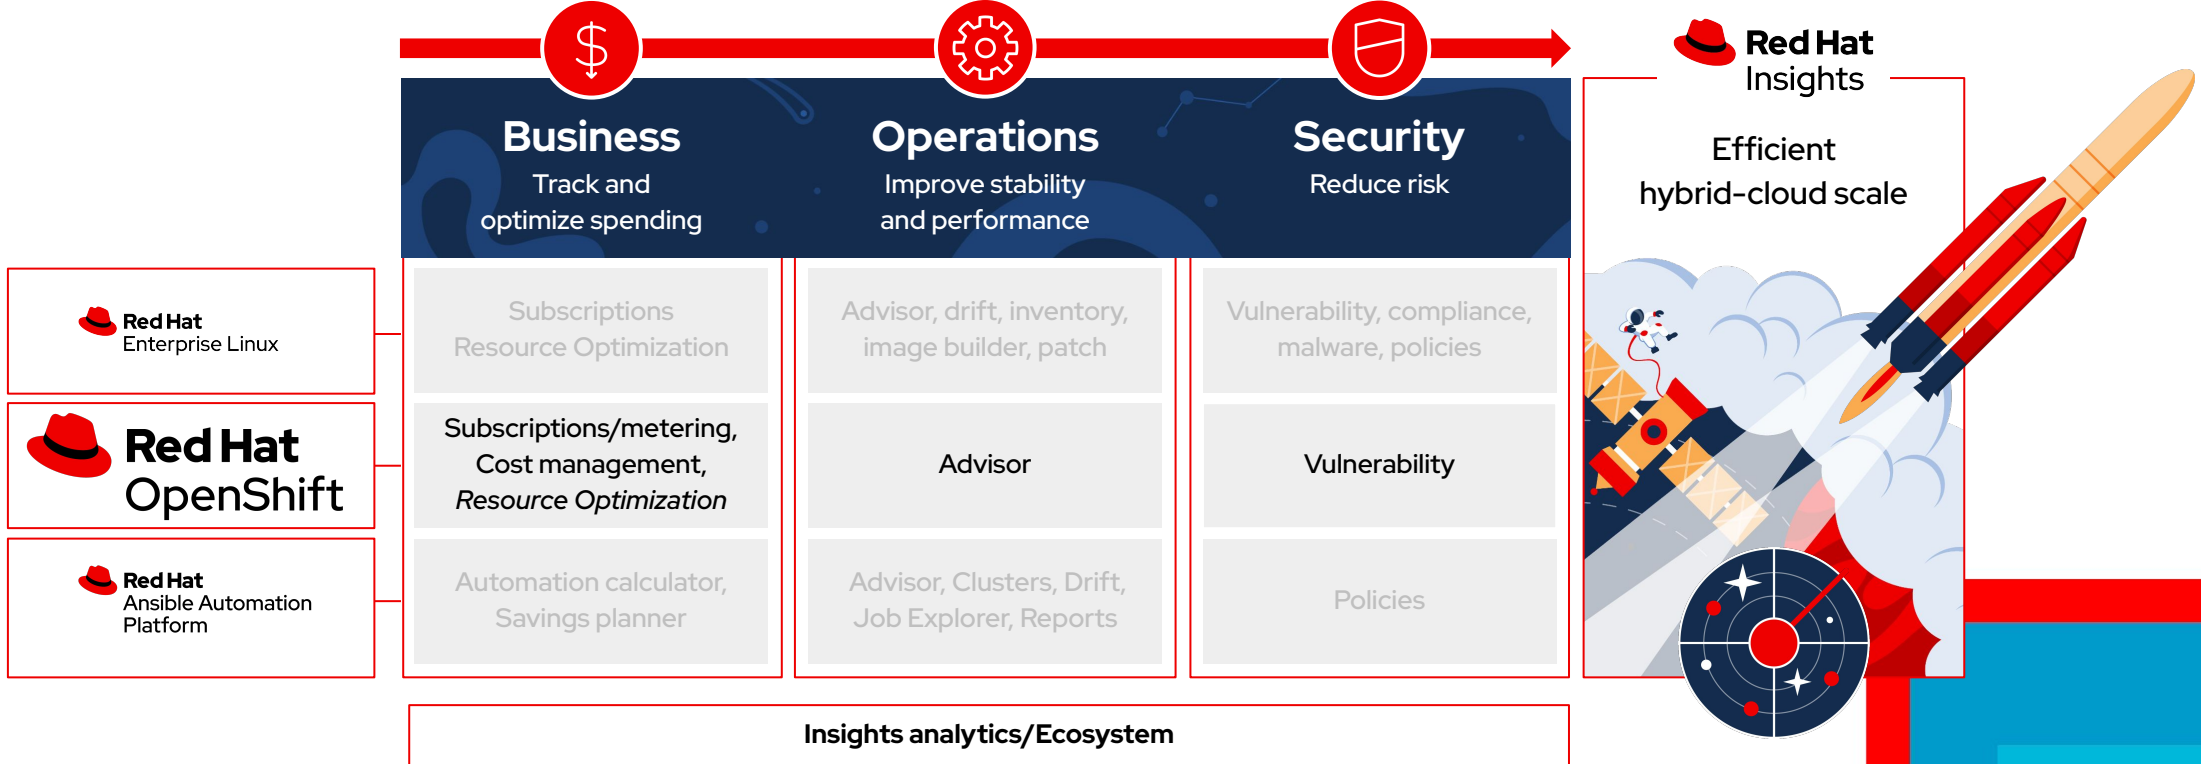 Red Hat
Insights
Business
Track and
optimize spending
Operations
Improve stability
and performance
Security
Reduce risk
Efficient
hybrid-cloud scale
Red Hat
Enterprise Linux
Subscriptions
Resource Optimization
Advisor, drift, inventory,
image builder, patch
Vulnerability, compliance,
malware, policies
Red Hat
OpenShift
Subscriptions/metering,
Cost management,
Resource Optimization
Advisor
Vulnerability
Red Hat
Ansible Automation
Platform
Automation calculator,
Savings planner
Advisor, Clusters, Drift,
Job Explorer, Reports
Policies
Insights analytics/Ecosystem